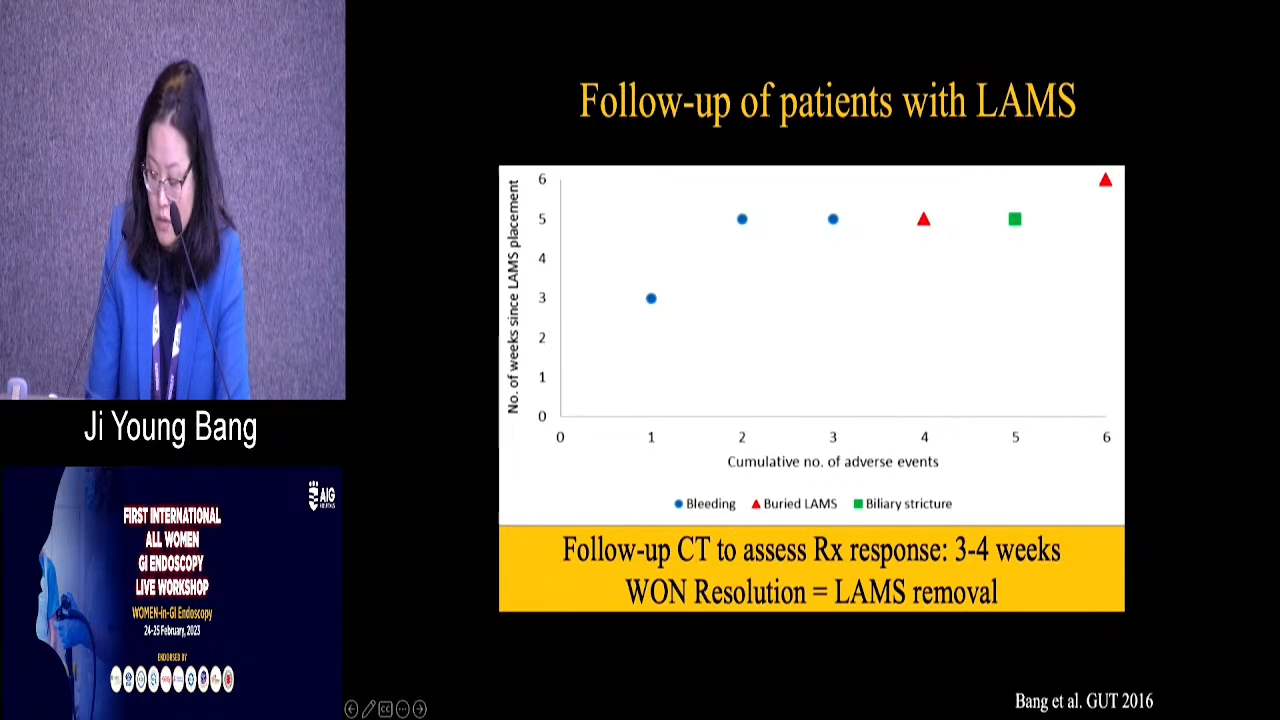 Follow-up of patients with LAMS
No. of weeks since LAMS placement
6
5
4
3
2
1
0
0 1 2 3 4 5 6
Cumulative no. of adverse events
Bleeding Buried LAMS Biliary stricture
Follow-up CT to assess Rx response: 3-4 weeks
WON Resolution = LAMS removal
Bang et al. GUT 2016
Ji Young Bang
AIG
HOSPITALS
FIRST INTERNATIONAL
ALL WOMEN
GI ENDOSCOPY
LIVE WORKSHOP
WOMEN-in-GI Endoscopy
24-25 February, 2023
ENDORSED BY
CC